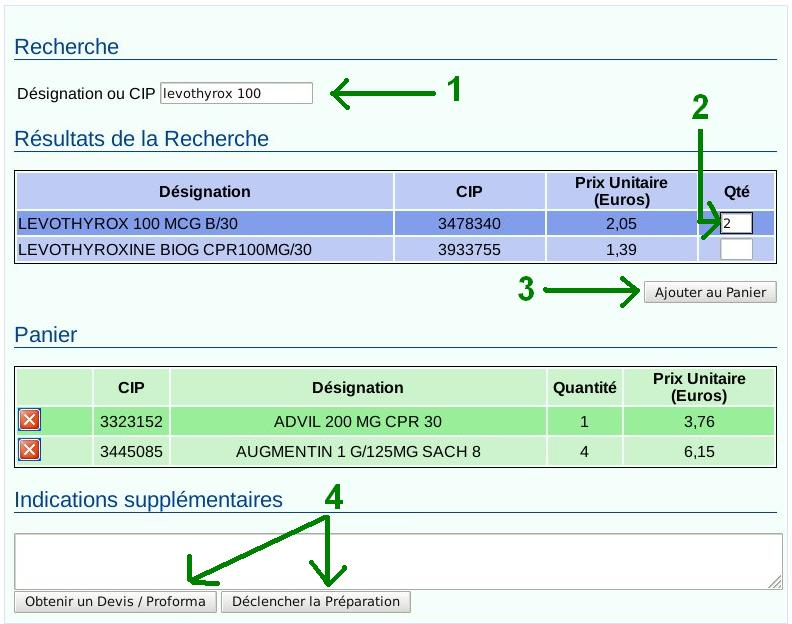 Recherche
Désignation ou CIP levothyrox 100 1
2
Résultats de la Recherche
Désignation CIP Prix Unitaire (Euros) Qté
LEVOTHYROX 100 MCG B/30 3478340 2,05 2
LEVOTHYROXINE BIOG CPR100MG/30 3933755 1,39
3 Ajouter au Panier
Panier
CIP Désignation Quantité Prix Unitaire (Euros)
3323152 ADVIL 200 MG CPR 30 1 3,76
3445085 AUGMENTIN 1 G/125MG SACH 8 4 6,15
Indications supplémentaires 4
Obtenir un Devis / Proforma Déclencher la Préparation